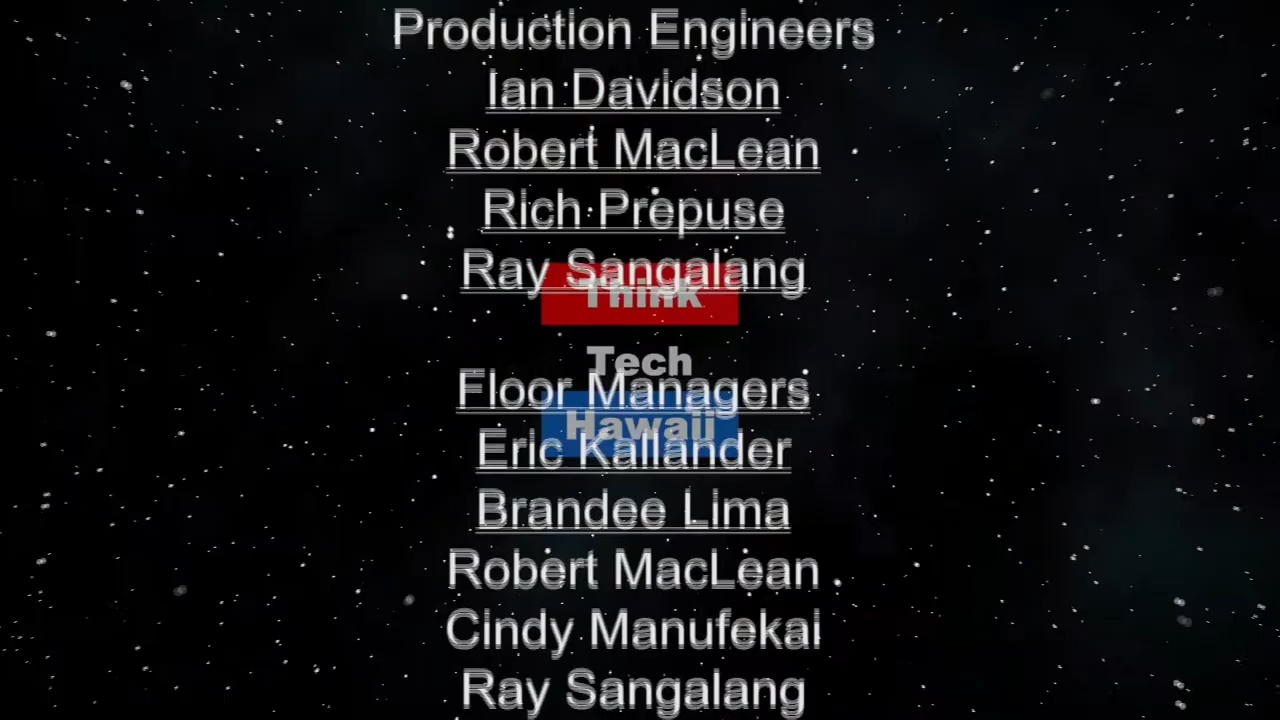 Production Engineers
Ian Davidson
Robert MacLean
Rich Prepuse
Ray Sangalang
Think
Tech
Floor Managers
Hawaii
Eric Kallander
Brandee Lima
Robert MacLean
Cindy Manufekai
Ray Sangalang